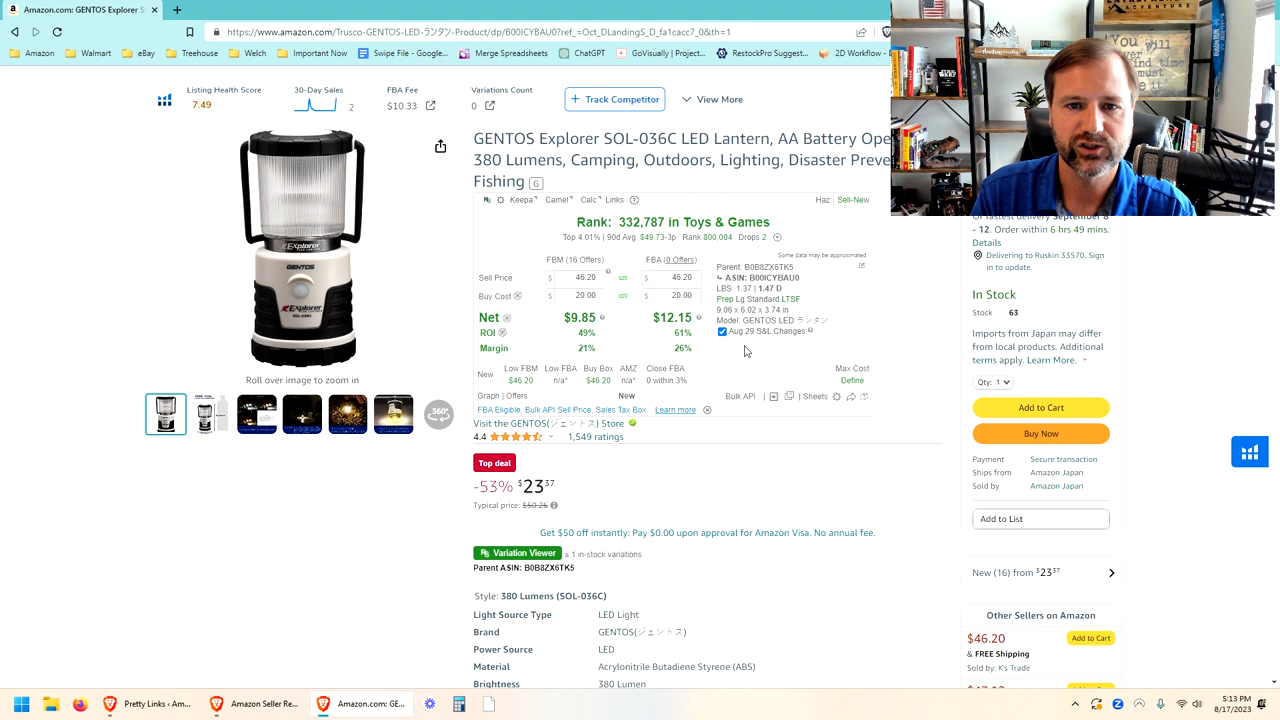 Amazon.com: GENTOS Explorer S
https://www.amazon.com/Trusco-GENTOS-LED-ランタン-Product/dp/B00ICYBAU0?ref_=Oct_DLandingS_D_fa1cacc7_0&th=1
Amazon
Walmart
eBay
Treehouse
Welch
Important Now
Source File
Merge Spreadsheets
ChatGPT
GoVisually | Projec...
RestockProSuggest...
2D Workflow -
Listing Health Score
7.49
30-Day Sales
2
FBA Fee
$10.33
Variations Count
0
+ Track Competitor
View More
GENTOS Explorer SOL-036C LED Lantern, AA Battery Ope
380 Lumens, Camping, Outdoors, Lighting, Disaster Preve
Fishing G
Keepa Camel Calc Links
Haz Sell-New
Rank: 332,787 in Toys & Games
Top 4.01% | 90d Avg $49.73-3p Rank 800,004 Drops 2
Some data may be approximated
FBM (16 Offers)
FBA (0 Offers)
Sell Price $ 46.20 $ 46.20
Buy Cost $ 20.00 $ 20.00
Net $9.85 $12.15
ROI 49% 61%
Margin 21% 26%
Parent: B0B8ZX6TK5
ASIN: B00ICYBAU0
LBS: 1.37 | 1.47 D
Prep Lg Standard LTSF
9.06 x 6.02 x 3.74 in
Model: GENTOS LED ランタン
Aug 29 S&L Changes
New
Low FBM Low FBA Buy Box AMZ Close FBA
$46.20 n/a* $46.20 n/a* 0 within 3%
Max Cost
Define
Graph | Offers
New
Bulk API
Sheets
FBA Eligible, Bulk API Sell Price, Sales Tax Box Learn more
Visit the GENTOS(ジェントス) Store
4.4 1,549 ratings
Top deal
-53% $23.37
Typical price: $50.26
Get $50 off instantly: Pay $0.00 upon approval for Amazon Visa. No annual fee.
Variation Viewer ≤ 1 in-stock variations
Parent ASIN: B0B8ZX6TK5
Style: 380 Lumens (SOL-036C)
Light Source Type LED Light
Brand GENTOS(ジェントス)
Power Source LED
Material Acrylonitrile Butadiene Styrene (ABS)
Brightness 380 Lumen
Explorer
GENTOS
Explorer
Roll over image to zoom in
360°
You will
STAR WARS
Or fastest delivery September 8
- 12. Order within 6 hrs 49 mins.
Details
Delivering to Ruskin 33570. Sign
in to update.
In Stock
Stock 63
Imports from Japan may differ
from local products. Additional
terms apply. Learn More.
Qty: 1
Add to Cart
Buy Now
Payment Secure transaction
Ships from Amazon Japan
Sold by Amazon Japan
Add to List
New (16) from $23.37
Other Sellers on Amazon
$46.20
Add to Cart
& FREE Shipping
Sold by: K's Trade
Pretty Links ‹ Am...
Amazon Seller Re...
Amazon.com: GE...
5:13 PM
8/17/2023